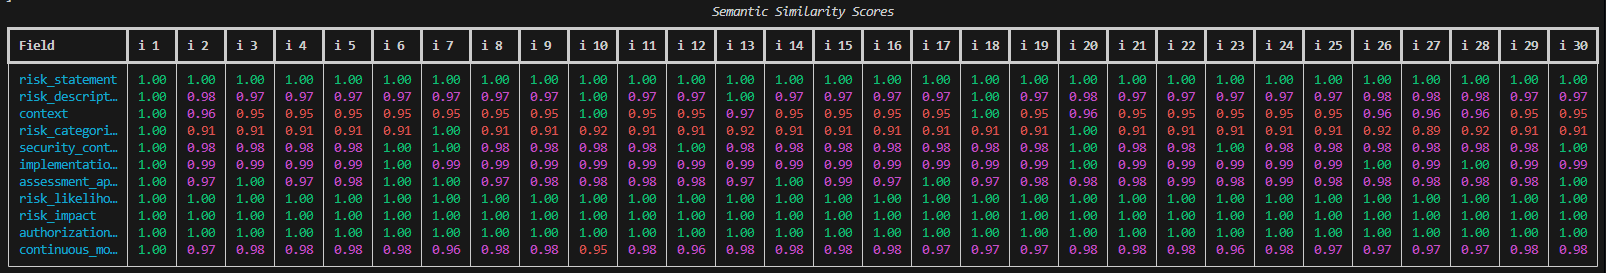 Semantic Similarity Scores
Field i 1 i 2 i 3 i 4 i 5 i 6 i 7 i 8 i 9 i 10 i 11 i 12 i 13 i 14 i 15 i 16 i 17 i 18 i 19 i 20 i 21 i 22 i 23 i 24 i 25 i 26 i 27 i 28 i 29 i 30
risk_statement 1.00 1.00 1.00 1.00 1.00 1.00 1.00 1.00 1.00 1.00 1.00 1.00 1.00 1.00 1.00 1.00 1.00 1.00 1.00 1.00 1.00 1.00 1.00 1.00 1.00 1.00 1.00 1.00 1.00 1.00
risk_descript… 1.00 0.98 0.97 0.97 0.97 0.97 0.97 0.97 0.97 1.00 0.97 0.97 1.00 0.97 0.97 0.97 0.97 1.00 0.97 0.98 0.97 0.97 0.97 0.97 0.97 0.98 0.98 0.98 0.97 0.97
context 1.00 0.96 0.95 0.95 0.95 0.95 0.95 0.95 0.95 1.00 0.95 0.95 0.97 0.95 0.95 0.95 0.95 1.00 0.95 0.96 0.95 0.95 0.95 0.95 0.95 0.96 0.96 0.96 0.95 0.95
risk_categori… 1.00 0.91 0.91 0.91 0.91 0.91 1.00 0.91 0.91 0.92 0.91 0.91 0.92 0.91 0.91 0.91 0.91 0.91 0.91 1.00 0.91 0.91 0.91 0.91 0.91 0.92 0.89 0.92 0.91 0.91
security_cont… 1.00 0.98 0.98 0.98 0.98 1.00 1.00 0.98 0.98 0.98 0.98 1.00 0.98 0.98 0.98 0.98 0.98 0.98 0.98 1.00 0.98 0.98 1.00 0.98 0.98 0.98 0.98 0.98 0.98 1.00
implementatio… 1.00 0.99 0.99 0.99 0.99 1.00 0.99 0.99 0.99 0.99 0.99 0.99 0.99 0.99 0.99 0.99 0.99 0.99 0.99 1.00 0.99 0.99 0.99 0.99 0.99 1.00 0.99 1.00 0.99 0.99
assessment_ap… 1.00 0.97 1.00 0.97 0.98 1.00 1.00 0.97 0.98 0.98 0.98 0.98 0.97 1.00 0.99 0.97 1.00 0.97 0.98 0.98 0.98 0.99 0.98 0.99 0.98 0.99 0.97 0.98 0.98 1.00
risk_likeliho… 1.00 1.00 1.00 1.00 1.00 1.00 1.00 1.00 1.00 1.00 1.00 1.00 1.00 1.00 1.00 1.00 1.00 1.00 1.00 1.00 1.00 1.00 1.00 1.00 1.00 1.00 1.00 1.00 1.00 1.00
risk_impact 1.00 1.00 1.00 1.00 1.00 1.00 1.00 1.00 1.00 1.00 1.00 1.00 1.00 1.00 1.00 1.00 1.00 1.00 1.00 1.00 1.00 1.00 1.00 1.00 1.00 1.00 1.00 1.00 1.00 1.00
authorization… 1.00 1.00 1.00 1.00 1.00 1.00 1.00 1.00 1.00 1.00 1.00 1.00 1.00 1.00 1.00 1.00 1.00 1.00 1.00 1.00 1.00 1.00 1.00 1.00 1.00 1.00 1.00 1.00 1.00 1.00
continuous_mo… 1.00 0.97 0.98 0.98 0.98 0.98 0.96 0.98 0.98 0.95 0.98 0.96 0.98 0.98 0.98 0.98 0.97 0.97 0.97 0.98 0.98 0.98 0.96 0.98 0.97 0.97 0.97 0.97 0.98 0.98